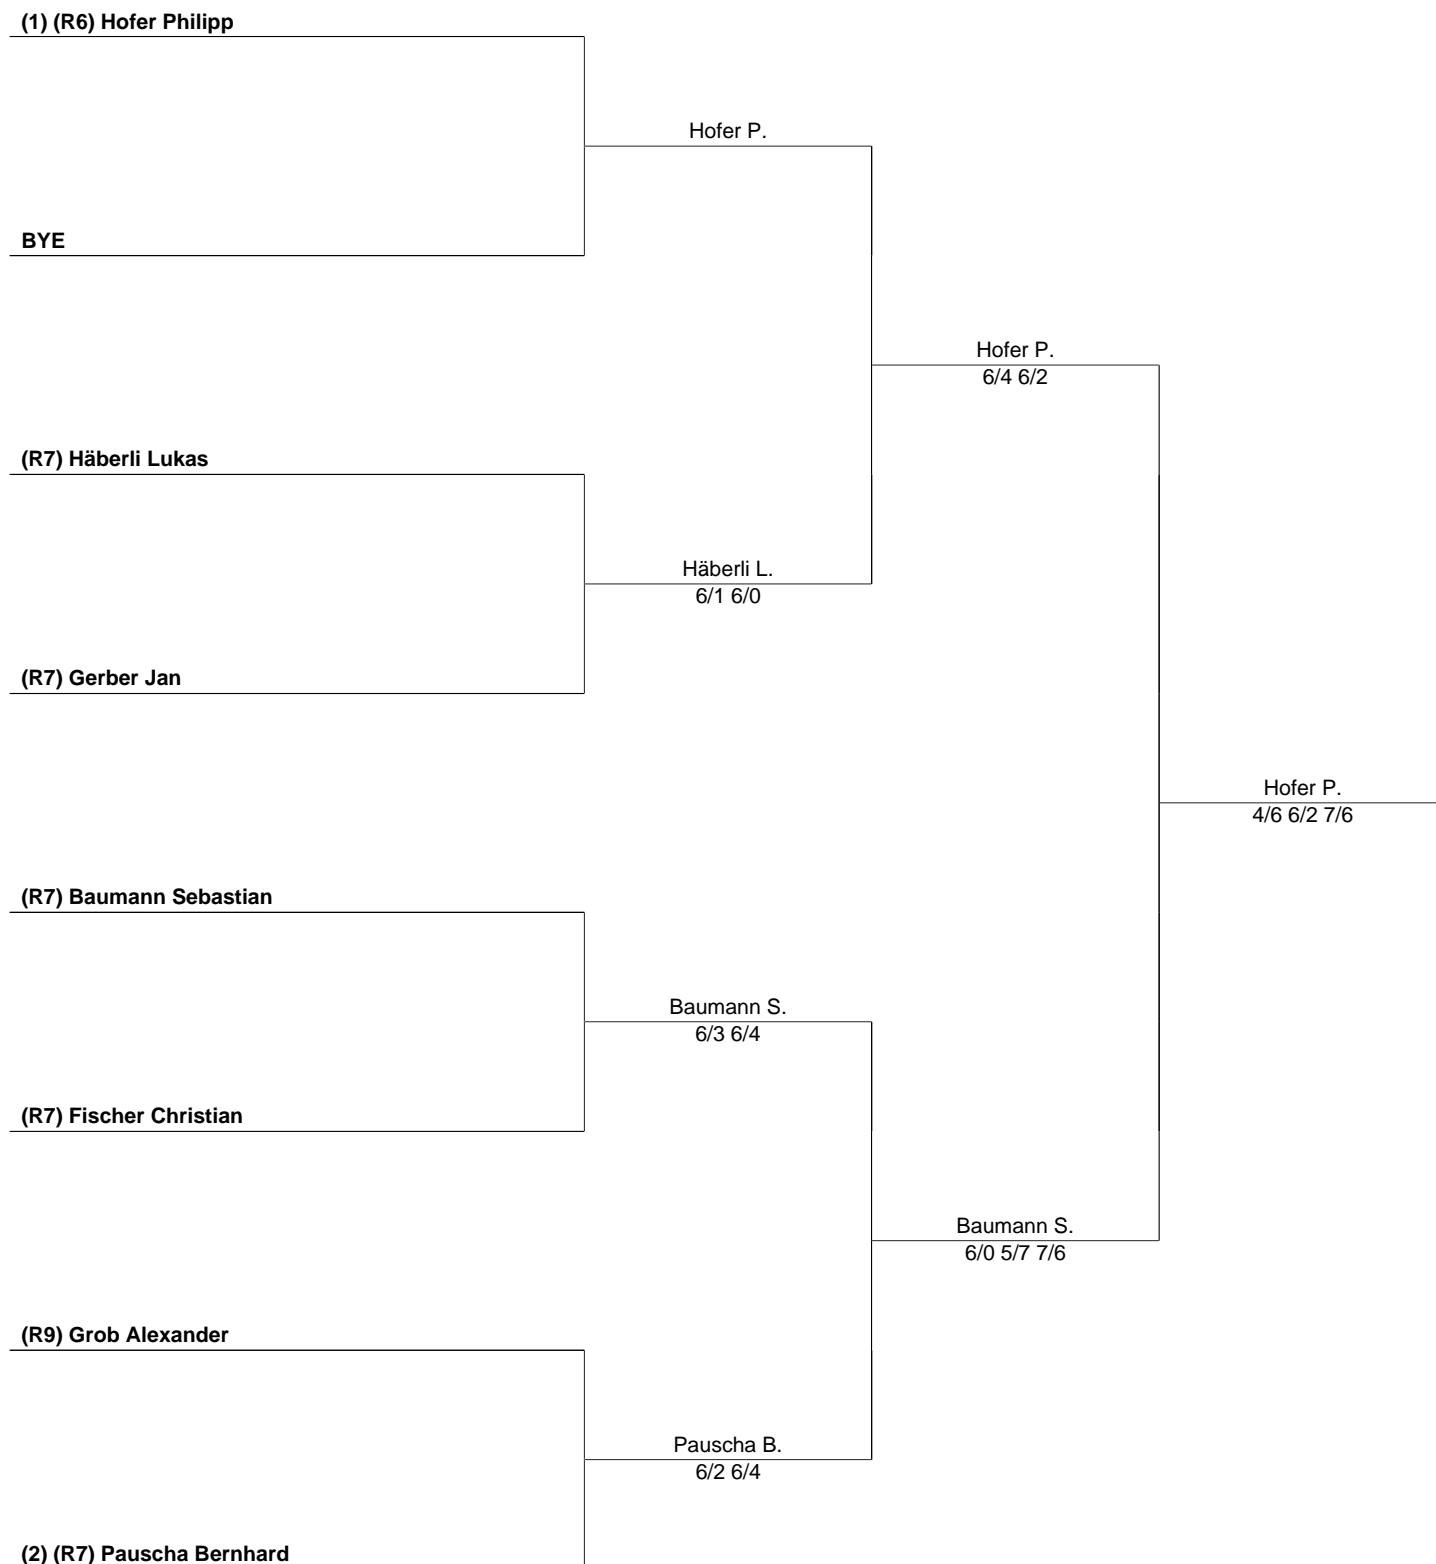 (1) (R6) Hofer Philipp
Hofer P.
BYE
Hofer P.
6/4 6/2
(R7) Häberli Lukas
Häberli L.
6/1 6/0
(R7) Gerber Jan
Hofer P.
4/6 6/2 7/6
(R7) Baumann Sebastian
Baumann S.
6/3 6/4
(R7) Fischer Christian
Baumann S.
6/0 5/7 7/6
(R9) Grob Alexander
Pauscha B.
6/2 6/4
(2) (R7) Pauscha Bernhard